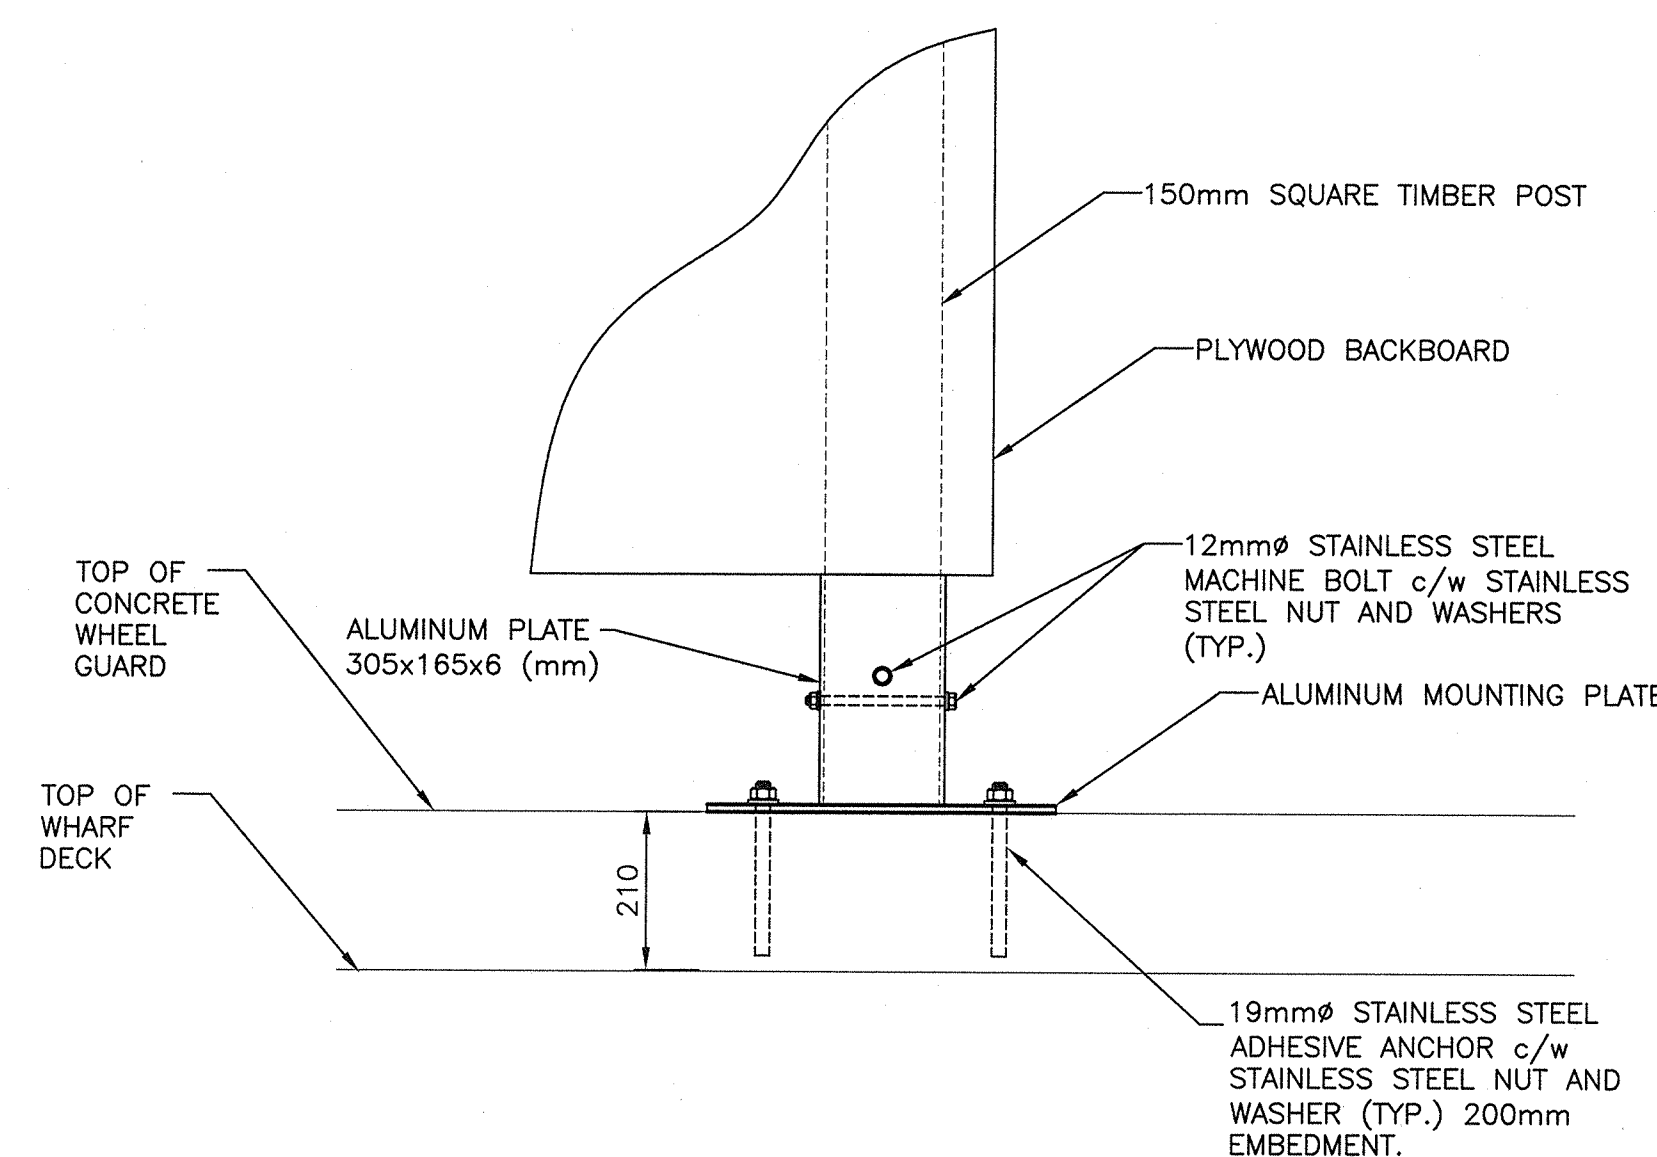 150mm SQUARE TIMBER POST
PLYWOOD BACKBOARD
12mmø STAINLESS STEEL
MACHINE BOLT c/w STAINLESS
STEEL NUT AND WASHERS
(TYP.)
TOP OF
CONCRETE
WHEEL
GUARD
ALUMINUM PLATE
305x165x6 (mm)
ALUMINUM MOUNTING PLATE
TOP OF
WHARF
DECK
210
19mmø STAINLESS STEEL
ADHESIVE ANCHOR c/w
STAINLESS STEEL NUT AND
WASHER (TYP.) 200mm
EMBEDMENT.